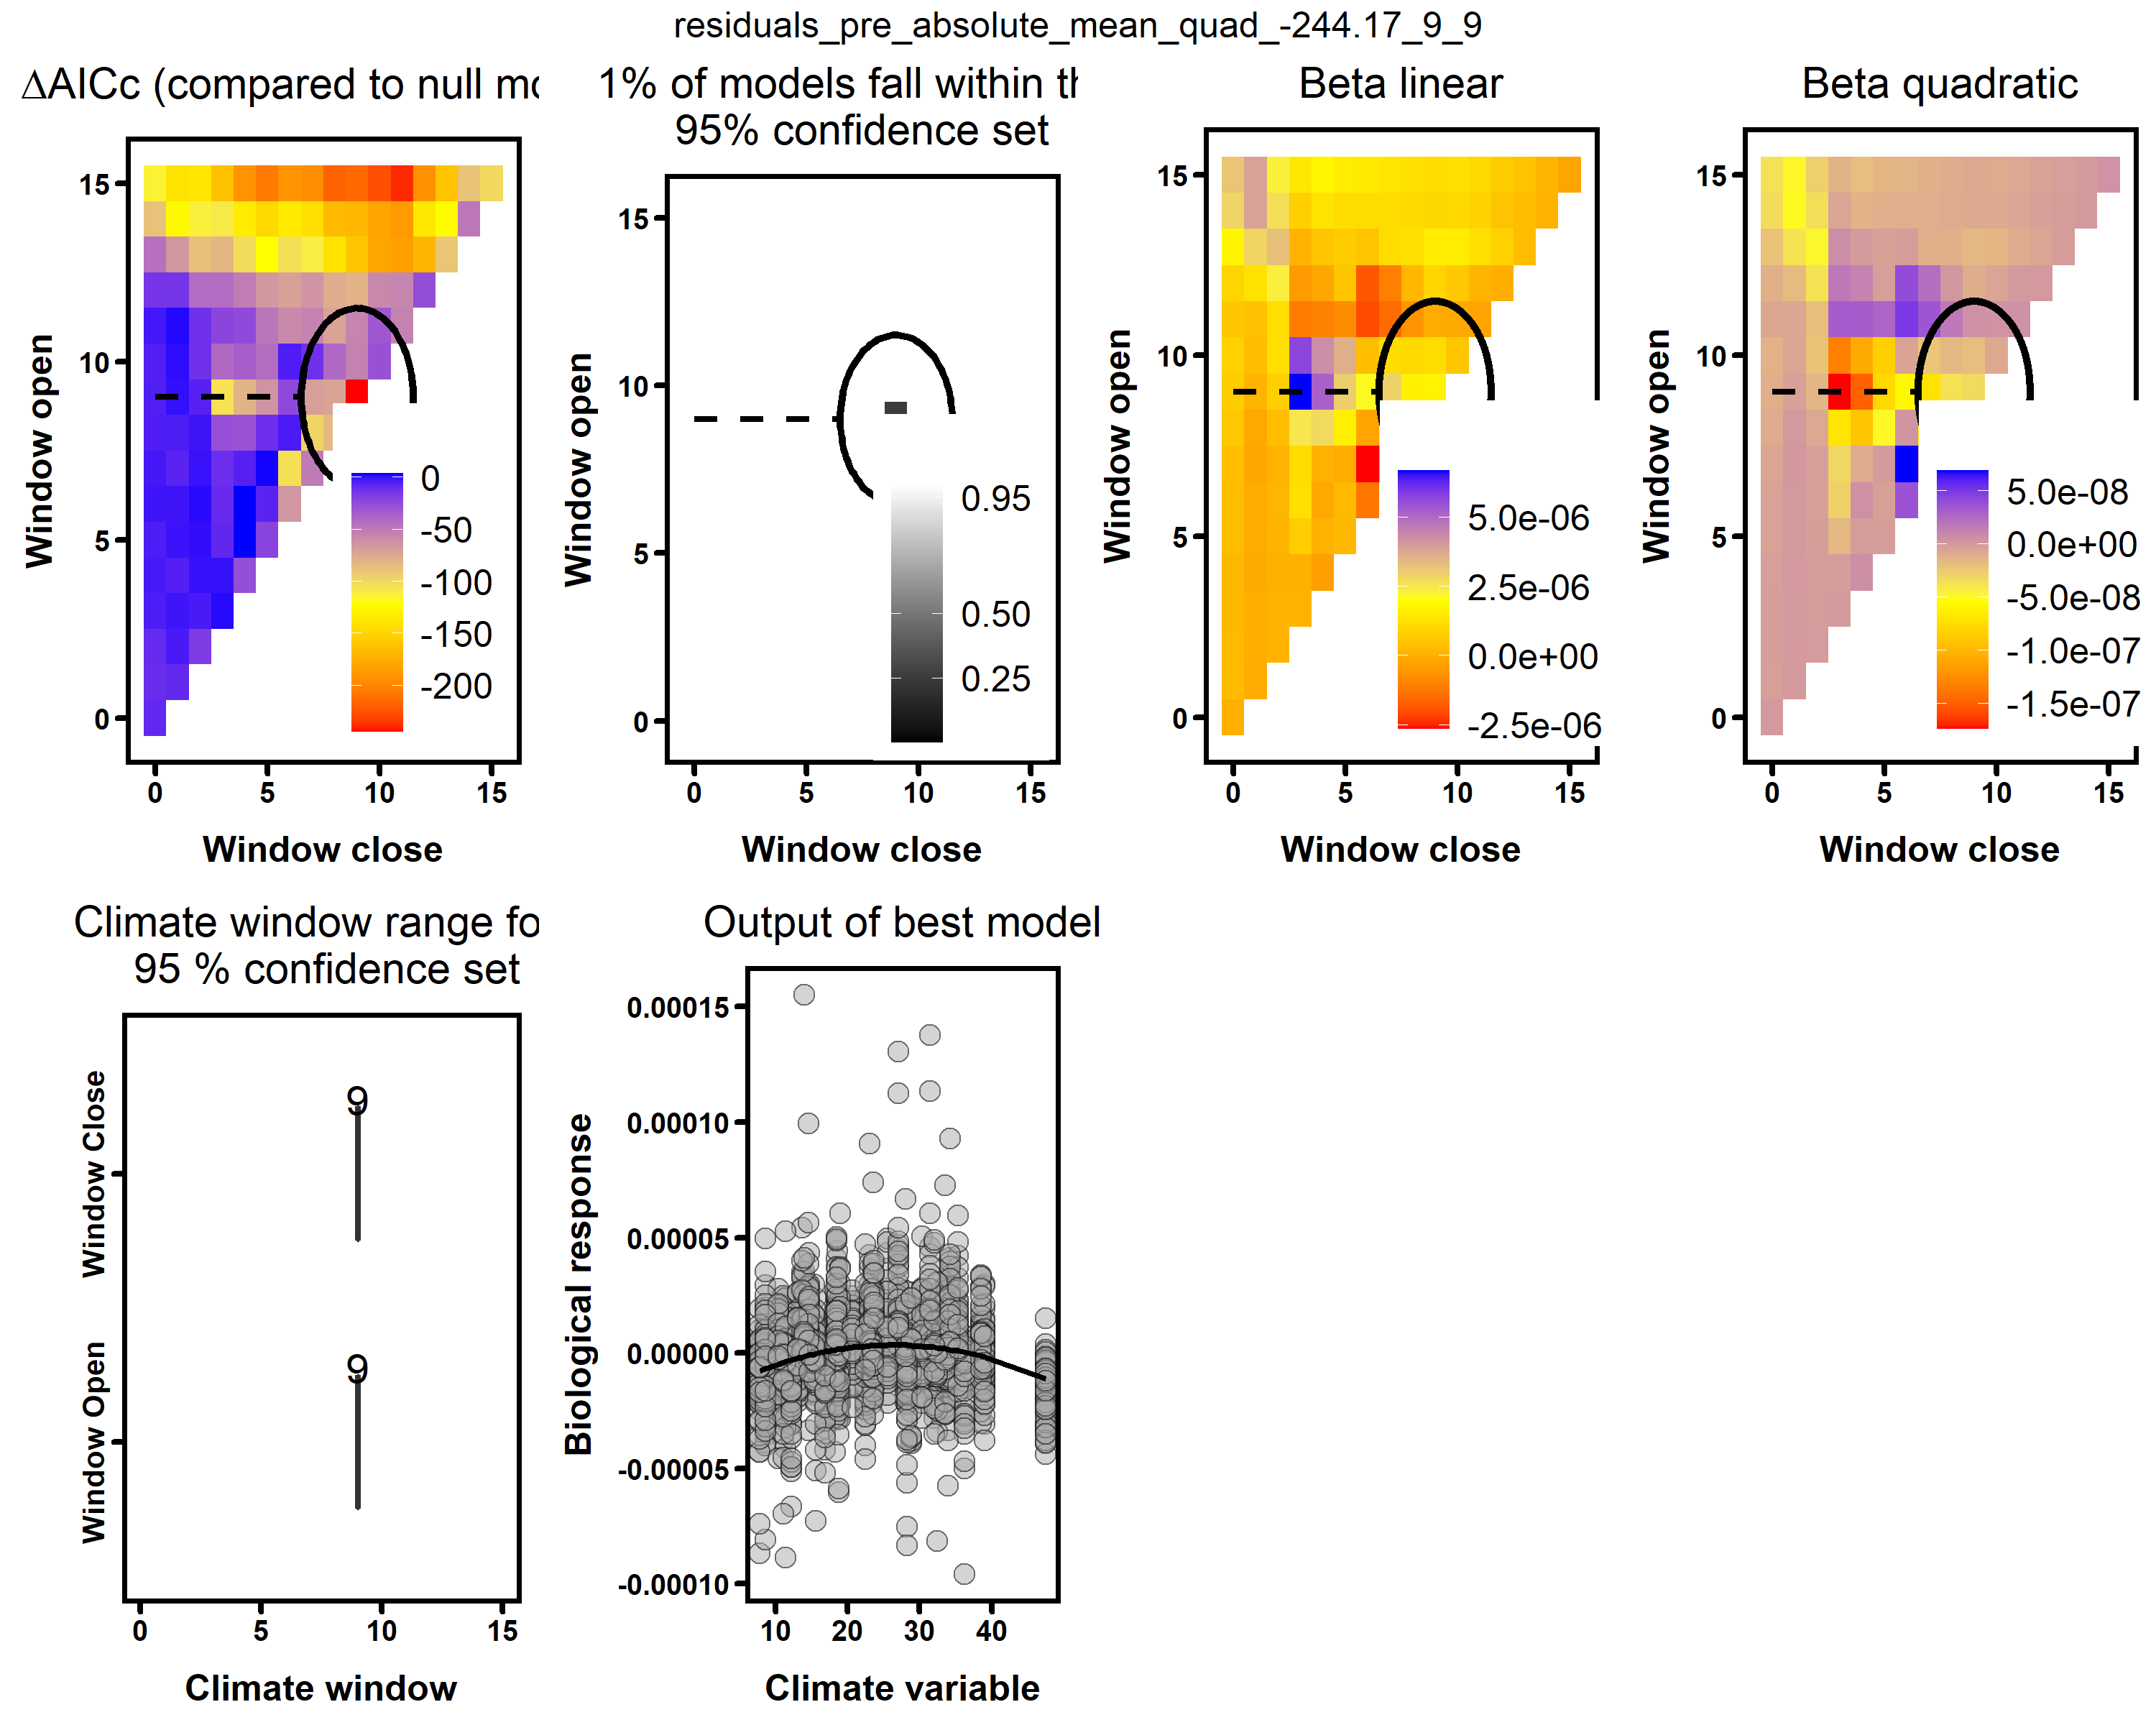 residuals_pre_absolute_mean_quad_-244.17_9_9
ΔAICc (compared to null mo
1% of models fall within th
95% confidence set
Beta linear
Beta quadratic
Window open
15
10
5
0
0
-50
-100
-150
-200
0
5
10
15
Window close
Window open
15
10
5
0
0.95
0.50
0.25
0
5
10
15
Window close
Window open
15
10
5
0
5.0e-06
2.5e-06
0.0e+00
-2.5e-06
0
5
10
15
Window close
Window open
15
10
5
0
5.0e-08
0.0e+00
-5.0e-08
-1.0e-07
-1.5e-07
0
5
10
15
Window close
Climate window range fo
95 % confidence set
Window Close
Window Open
9
9
0
5
10
15
Climate window
Output of best model
Biological response
0.00015
0.00010
0.00005
0.00000
-0.00005
-0.00010
10
20
30
40
Climate variable